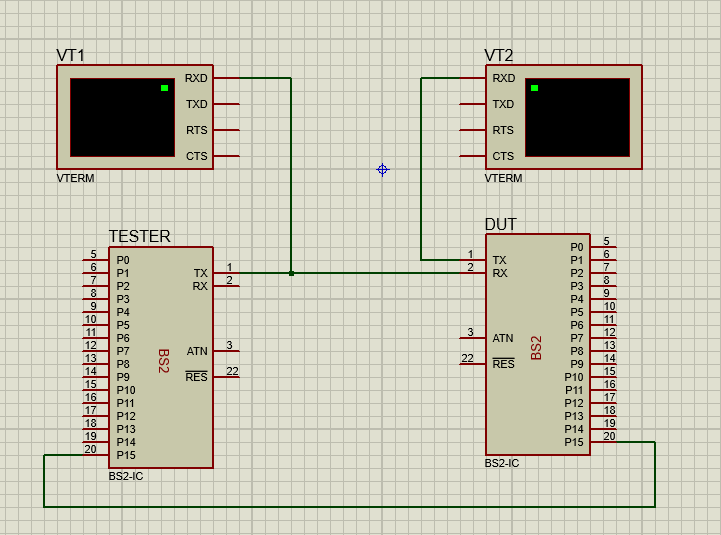 VT1
RXD
TXD
RTS
CTS
VTERM
VT2
RXD
TXD
RTS
CTS
VTERM
TESTER
5 P0
6 P1 TX 1
7 P2 RX 2
8 P3
9 P4
10 P5
11 P6
12 P7 ATN 3
13 P8
14 P9 RES 22
15 P10
16 P11
17 P12
18 P13
19 P14
20 P15
BS2
BS2-IC
DUT
P0 5
1 TX P1 6
2 RX P2 7
P3 8
P4 9
P5 10
P6 11
3 ATN P7 12
P8 13
22 RES P9 14
P10 15
P11 16
P12 17
P13 18
P14 19
P15 20
BS2
BS2-IC